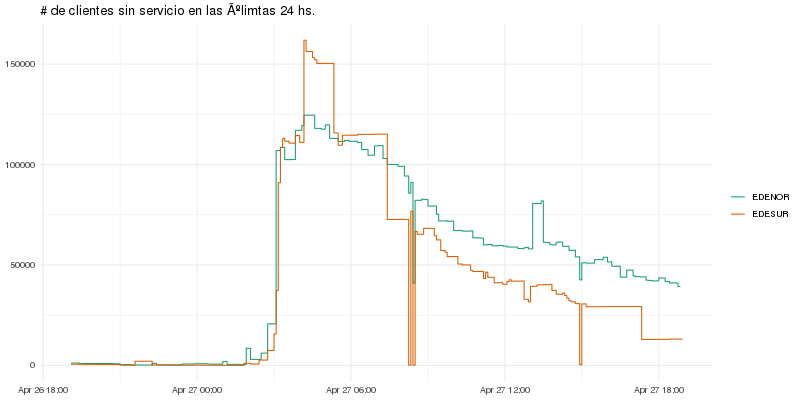 # de clientes sin servicio en las Ãºlimtas 24 hs.
150000
100000
50000
0
Apr 26 18:00
Apr 27 00:00
Apr 27 06:00
Apr 27 12:00
Apr 27 18:00
EDENOR
EDESUR